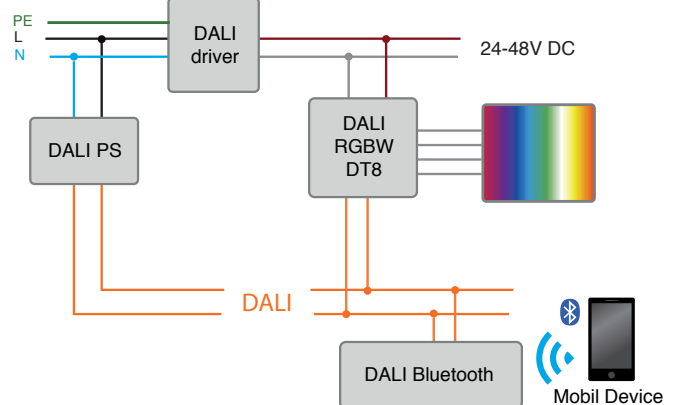 PE
L
N
DALI
driver
24-48V DC
DALI PS
DALI
RGBW
DT8
DALI
DALI Bluetooth
Mobil Device